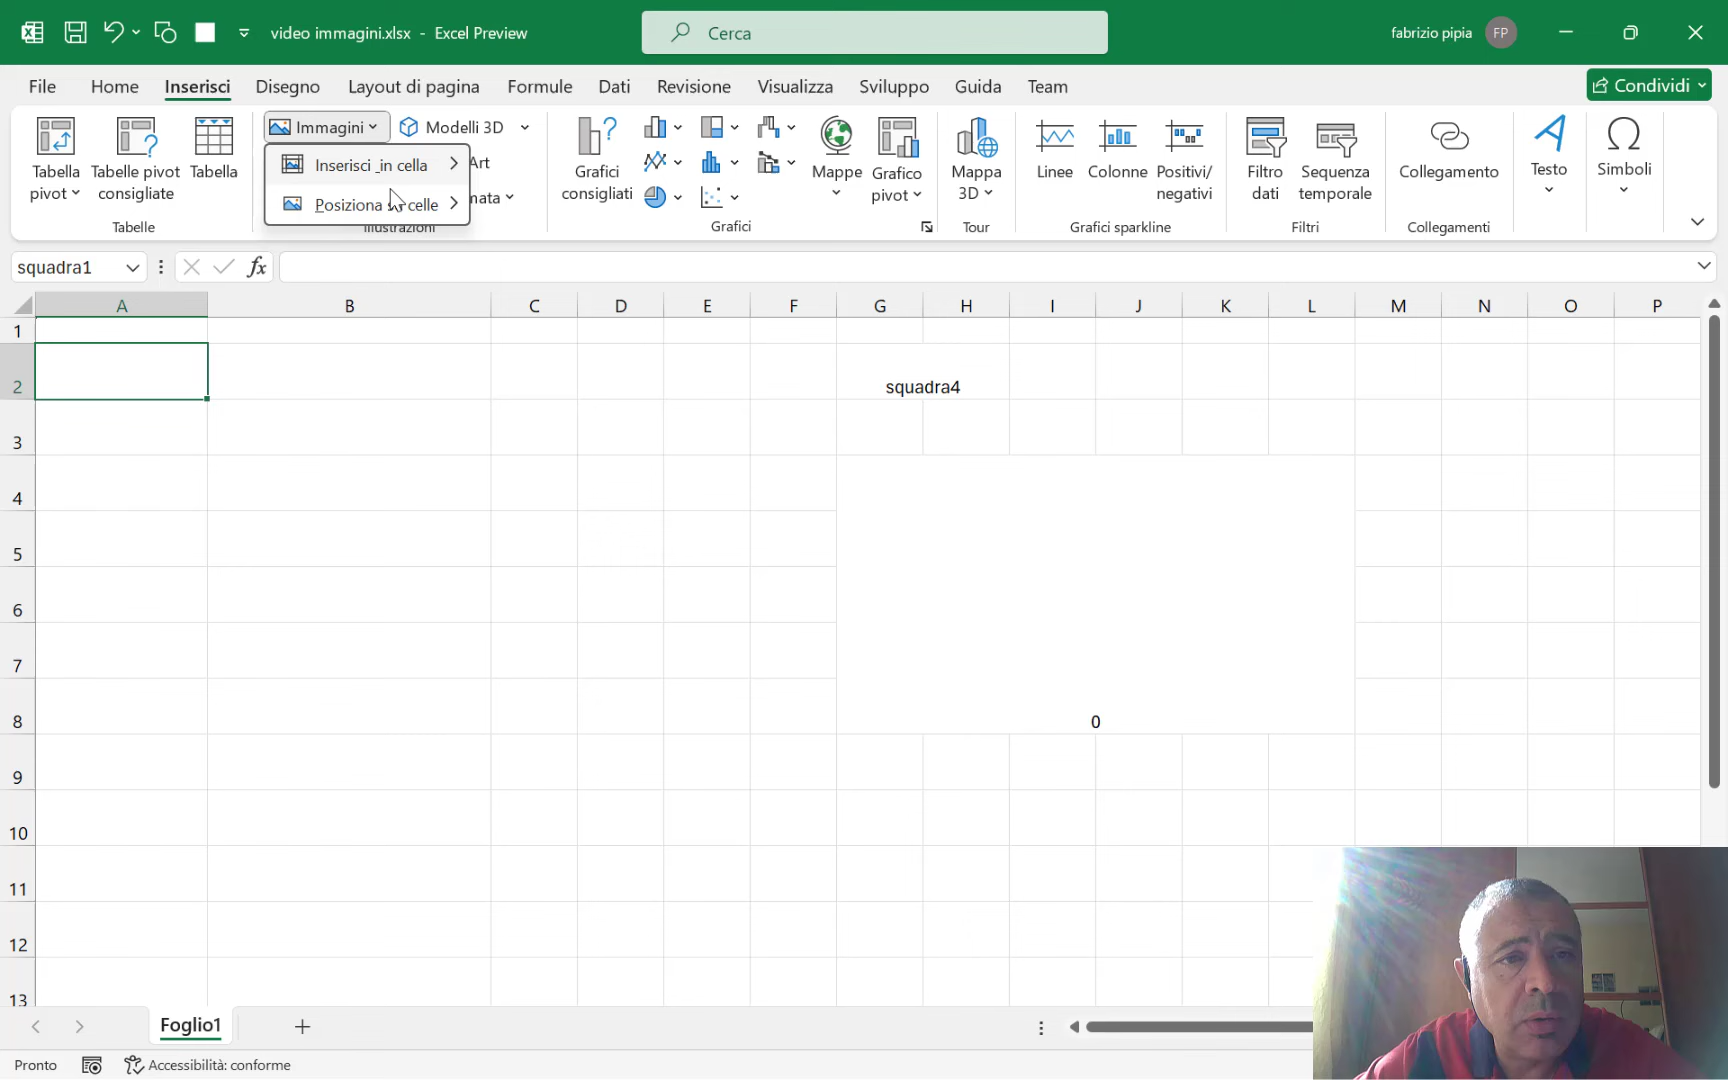 video immagini.xlsx - Excel Preview
Cerca
fabrizio pipia
FP
File Home Inserisci Disegno Layout di pagina Formule Dati Revisione Visualizza Sviluppo Guida Team
Condividi
Tabella pivot
Tabelle pivot consigliate
Tabella
Tabelle
Immagini
Modelli 3D
Inserisci _in cella
Posiziona celle
Art
Illustrazioni
Grafici consigliati
Mappe
Grafico pivot
Grafici
Mappa 3D
Tour
Linee
Colonne
Positivi/ negativi
Grafici sparkline
Filtro dati
Sequenza temporale
Filtri
Collegamento
Collegamenti
Testo
Simboli
squadra1
fx
A B C D E F G H I J K L M N O P
1
2
squadra4
3
4
5
6
7
8
0
9
10
11
12
13
Foglio1
Pronto
Accessibilità: conforme